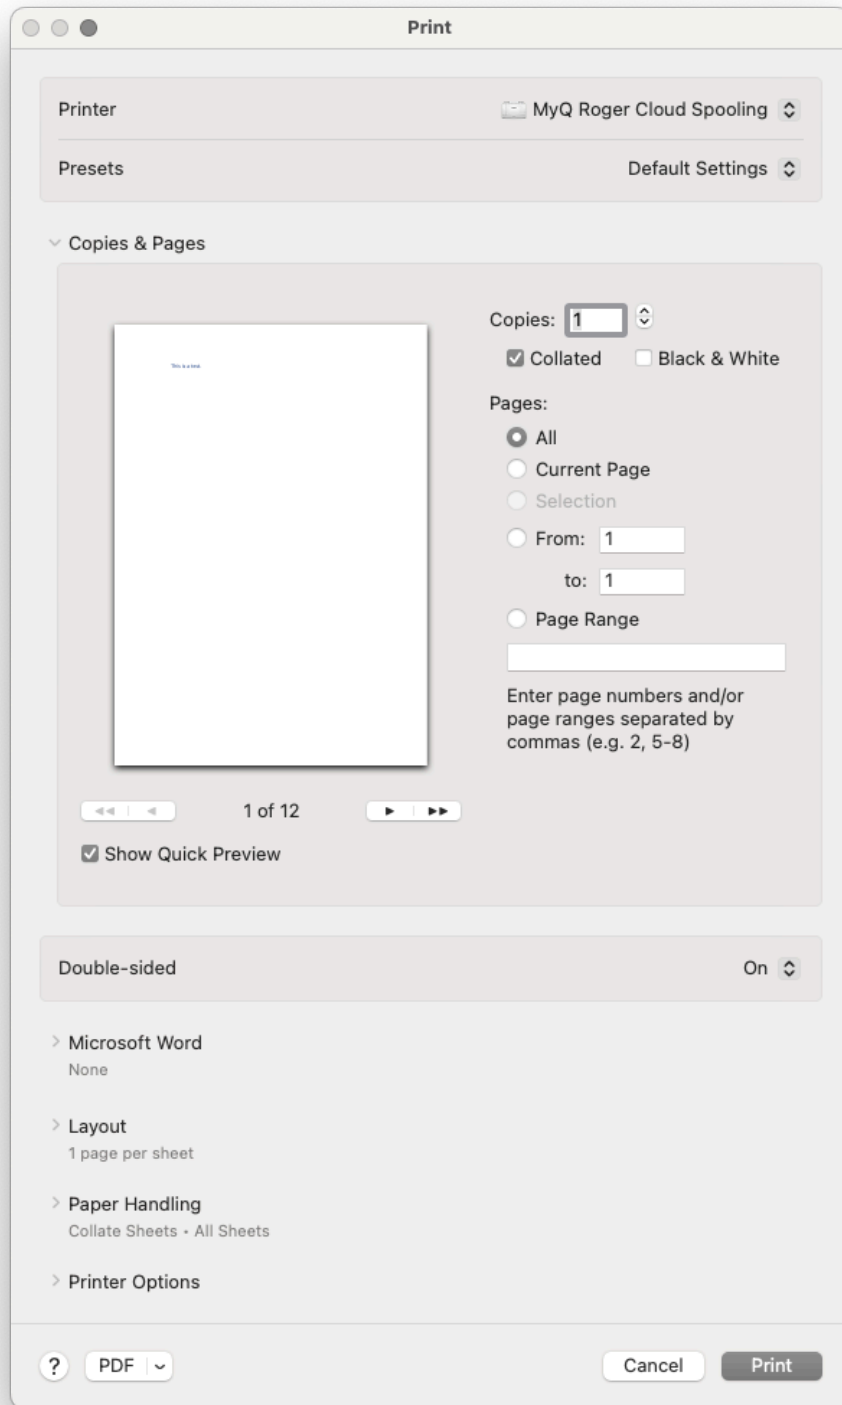 Print
Printer MyQ Roger Cloud Spooling
Presets Default Settings
Copies & Pages
This is a test.
Copies: 1
Collated Black & White
Pages:
All
Current Page
Selection
From: 1
to: 1
Page Range
Enter page numbers and/or
page ranges separated by
commas (e.g. 2, 5-8)
1 of 12
Show Quick Preview
Double-sided On
Microsoft Word
None
Layout
1 page per sheet
Paper Handling
Collate Sheets • All Sheets
Printer Options
? PDF Cancel Print